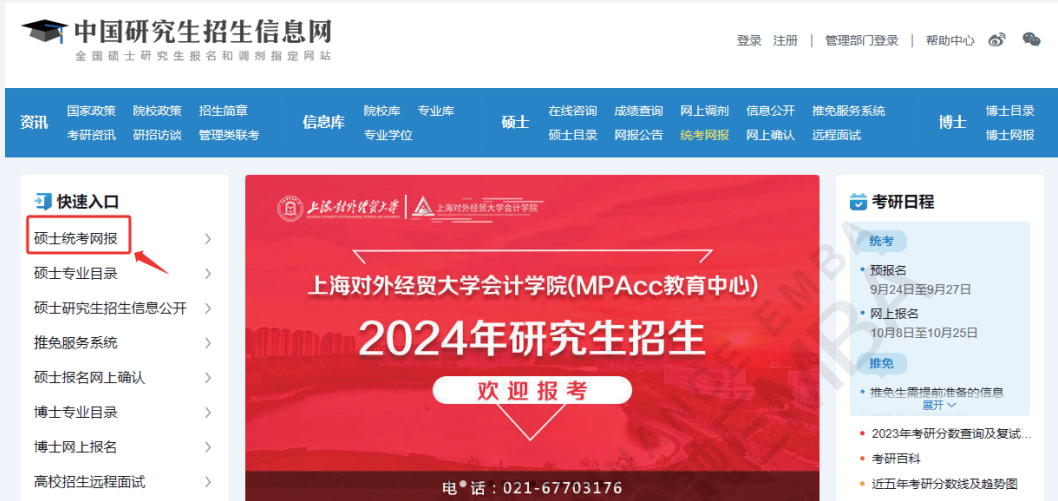 中国研究生招生信息网
全国硕士研究生报名和调剂指定网站
登录 注册 | 管理部门登录 | 帮助中心
资讯
国家政策 院校政策 招生简章
考研资讯 研招访谈 管理类联考
信息库
院校库 专业库
专业学位
硕士
在线咨询 成绩查询 网上调剂 信息公开 推免服务系统
硕士目录 网报公告 统考网报 网上确认 远程面试
博士
博士目录
博士网报
快速入口
硕士统考网报
硕士专业目录
硕士研究生招生信息公开
推免服务系统
硕士报名网上确认
博士专业目录
博士网上报名
高校招生远程面试
上海对外经贸大学 上海对外经贸大学会计学院
上海对外经贸大学会计学院(MPAcc教育中心)
2024年研究生招生
欢迎报考
电话：021-67703176
考研日程
统考
预报名
9月24日至9月27日
网上报名
10月8日至10月25日
推免
推免生需提前准备的信息
展开
2023年考研分数查询及复试...
考研百科
近五年考研分数线及趋势图